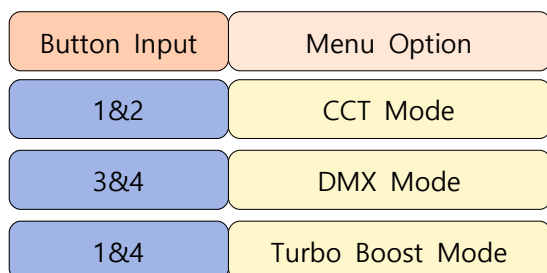 Button Input Menu Option
1&2 CCT Mode
3&4 DMX Mode
1&4 Turbo Boost Mode